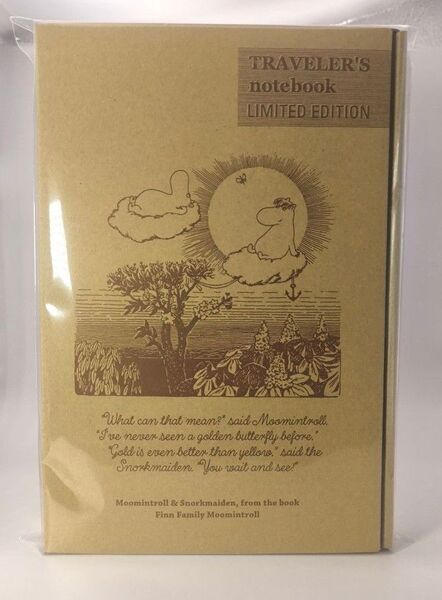 TRAVELER'S
notebook
LIMITED EDITION
"What can that mean?" said Moomintroll.
"I've never seen a golden butterfly before."
"Gold is even better than yellow," said the
Snorkmaiden. "You wait and see!"
Moomintroll & Snorkmaiden, from the book
Finn Family Moomintroll